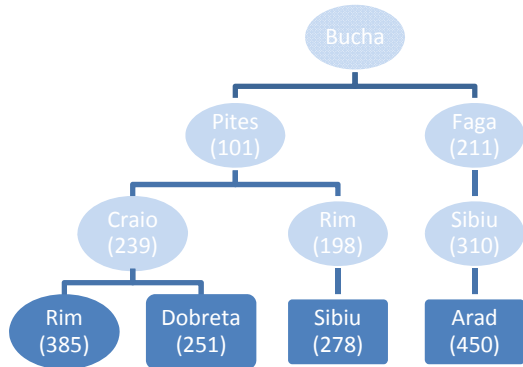 Bucha
Pites
(101)
Faga
(211)
Craio
(239)
Rim
(198)
Sibiu
(310)
Rim
(385)
Dobreta
(251)
Sibiu
(278)
Arad
(450)